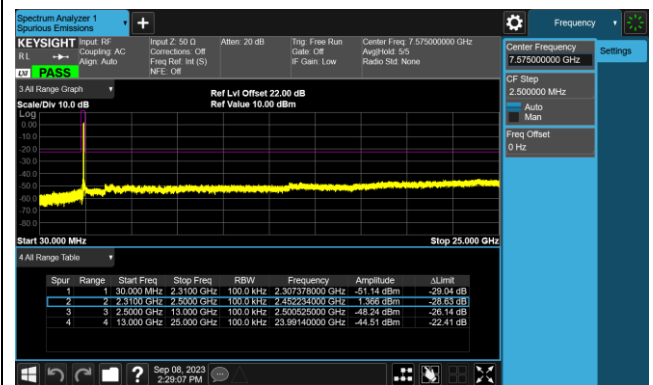 Spectrum Analyzer 1
Spurious Emissions
Frequency
KEYSIGHT Input: RF Input Z: 50 Ω Atten: 20 dB Trig: Free Run Center Freq: 7.575000000 GHz
RL Coupling: AC Corrections: Off Gate: Off Avg|Hold: 5/5
Align: Auto Freq Ref: Int (S) IF Gain: Low Radio Std: None
LXI PASS NFE: Off
Center Frequency
7.575000000 GHz
Settings
CF Step
2.500000 MHz
Auto
Man
Freq Offset
0 Hz
3 All Range Graph
Ref Lvl Offset 22.00 dB
Scale/Div 10.0 dB Ref Value 10.00 dBm
Log
0.00
-10.0
-20.0
-30.0
-40.0
-50.0
-60.0
-70.0
-80.0
Start 30.000 MHz Stop 25.000 GHz
4 All Range Table
Spur Range Start Freq Stop Freq RBW Frequency Amplitude ΔLimit
1 1 30.000 MHz 2.3100 GHz 100.0 kHz 2.307378000 GHz -51.14 dBm -29.04 dB
2 2 2.3100 GHz 2.5000 GHz 100.0 kHz 2.452234000 GHz 1.366 dBm -28.63 dB
3 3 2.5000 GHz 13.000 GHz 100.0 kHz 2.500525000 GHz -48.24 dBm -26.14 dB
4 4 13.000 GHz 25.000 GHz 100.0 kHz 23.99140000 GHz -44.51 dBm -22.41 dB
Sep 08, 2023
2:29:07 PM